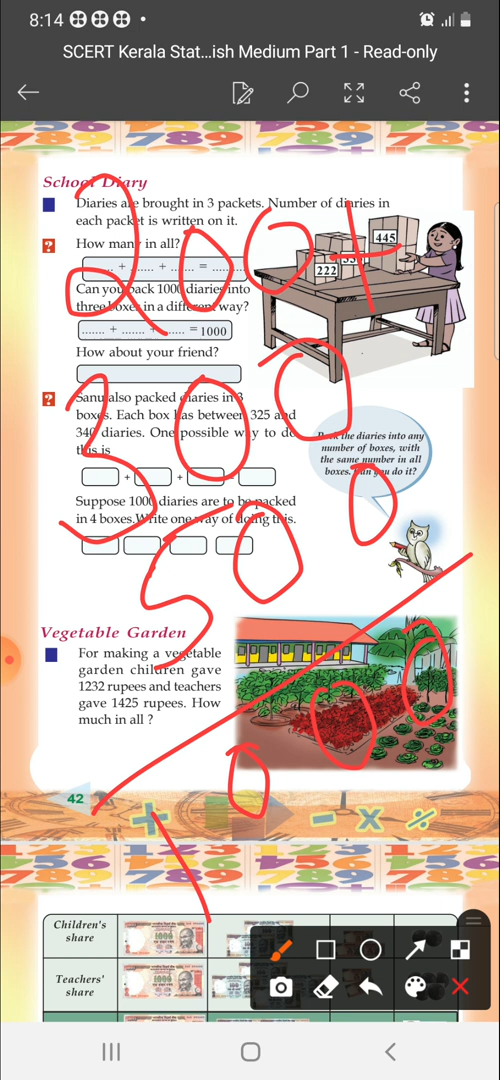 8:14
SCERT Kerala Stat...ish Medium Part 1 - Read-only
School Diary
Diaries are brought in 3 packets. Number of diaries in
each packet is written on it.
? How many in all?
...... + ...... + ...... = ......
Can you pack 1000 diaries into
three boxes in a different way?
...... + ...... + ...... = 1000
How about your friend?
445
222
333
? Sanu also packed diaries in 3
boxes. Each box has between 325 and
340 diaries. One possible way to do
this is
+ + =
Pack the diaries into any
number of boxes, with
the same number in all
boxes. Can you do it?
Suppose 1000 diaries are to be packed
in 4 boxes. Write one way of doing this.
Vegetable Garden
For making a vegetable
garden children gave
1232 rupees and teachers
gave 1425 rupees. How
much in all ?
42
+ − × ÷
Children's
share
Teachers'
share